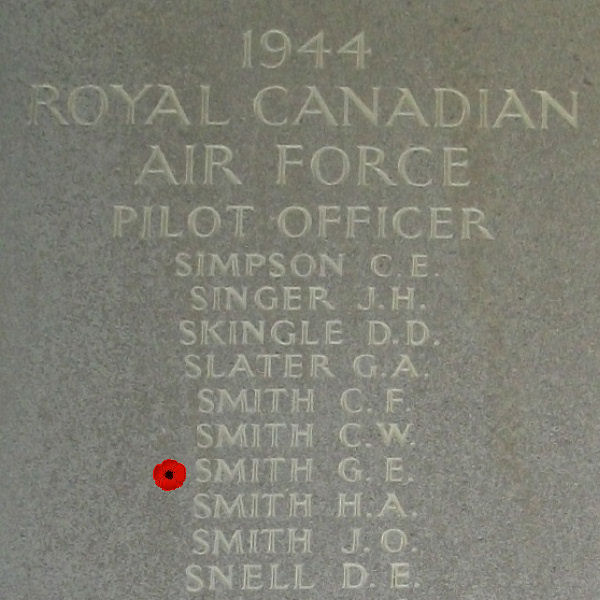 1944
ROYAL CANADIAN
AIR FORCE
PILOT OFFICER
SIMPSON C.E.
SINGER J.H.
SKINGLE D.D.
SLATER G.A.
SMITH C.F.
SMITH C.W.
SMITH G.E.
SMITH H.A.
SMITH J.O.
SNELL D.E.